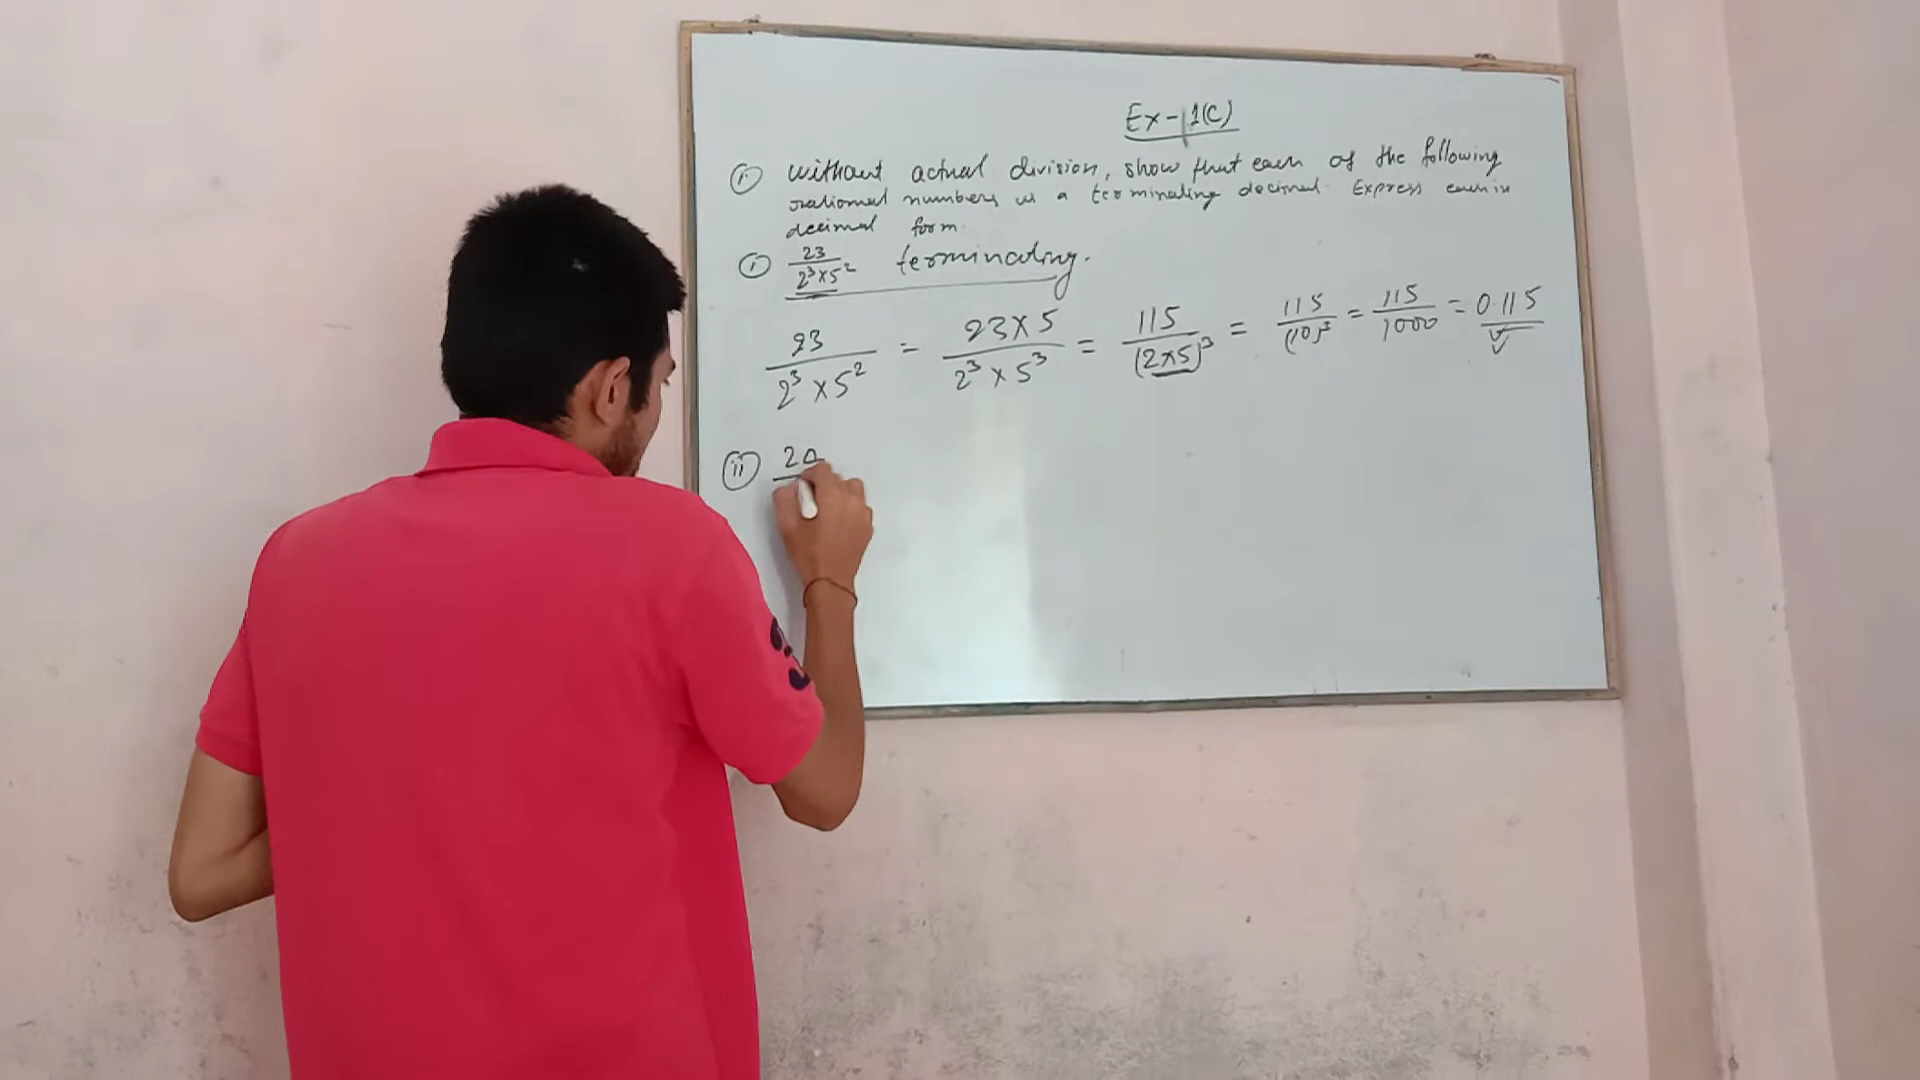 Ex-1(C)
① without actual division, show that each of the following
rational numbers is a terminating decimal. Express each in
decimal form.
ⓘ 23/2³×5² terminating.
23/2³×5² = 23×5/2³×5³ = 115/(2×5)³ = 115/(10)³ = 115/1000 = 0.115
ⓘⓘ 2